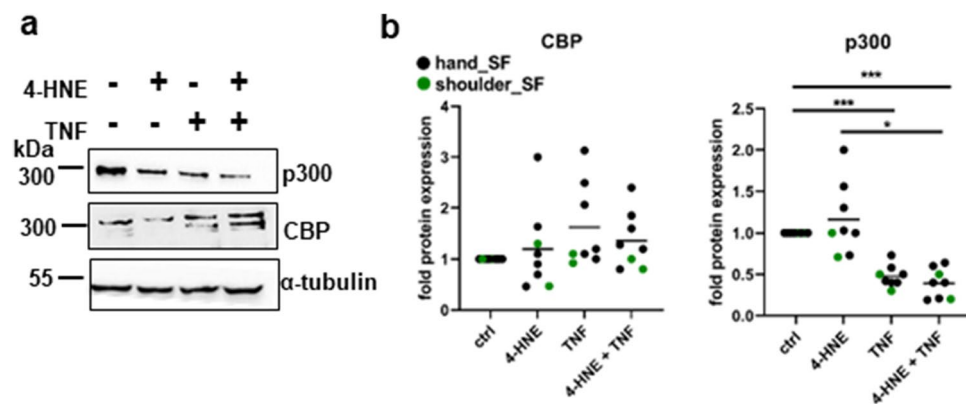 a
4-HNE - + - +
TNF - - + +
kDa
300 p300
300 CBP
55 α-tubulin
b
CBP
hand_SF
shoulder_SF
fold protein expression
4
3
2
1
0
ctrl
4-HNE
TNF
4-HNE + TNF
p300
***
***
*
fold protein expression
2.5
2.0
1.5
1.0
0.5
0.0
ctrl
4-HNE
TNF
4-HNE + TNF